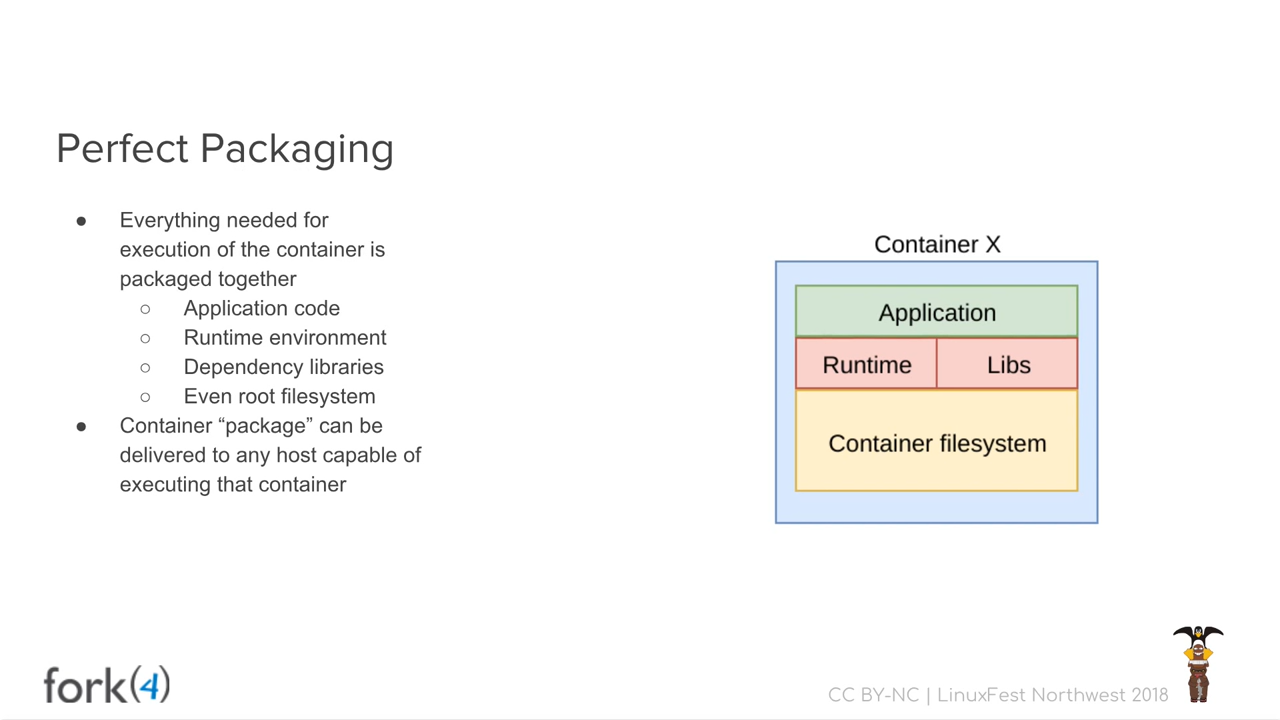 Perfect Packaging
● Everything needed for
execution of the container is
packaged together
○ Application code
○ Runtime environment
○ Dependency libraries
○ Even root filesystem
● Container “package” can be
delivered to any host capable of
executing that container
Container X
Application
Runtime Libs
Container filesystem
fork(4)
CC BY-NC | LinuxFest Northwest 2018